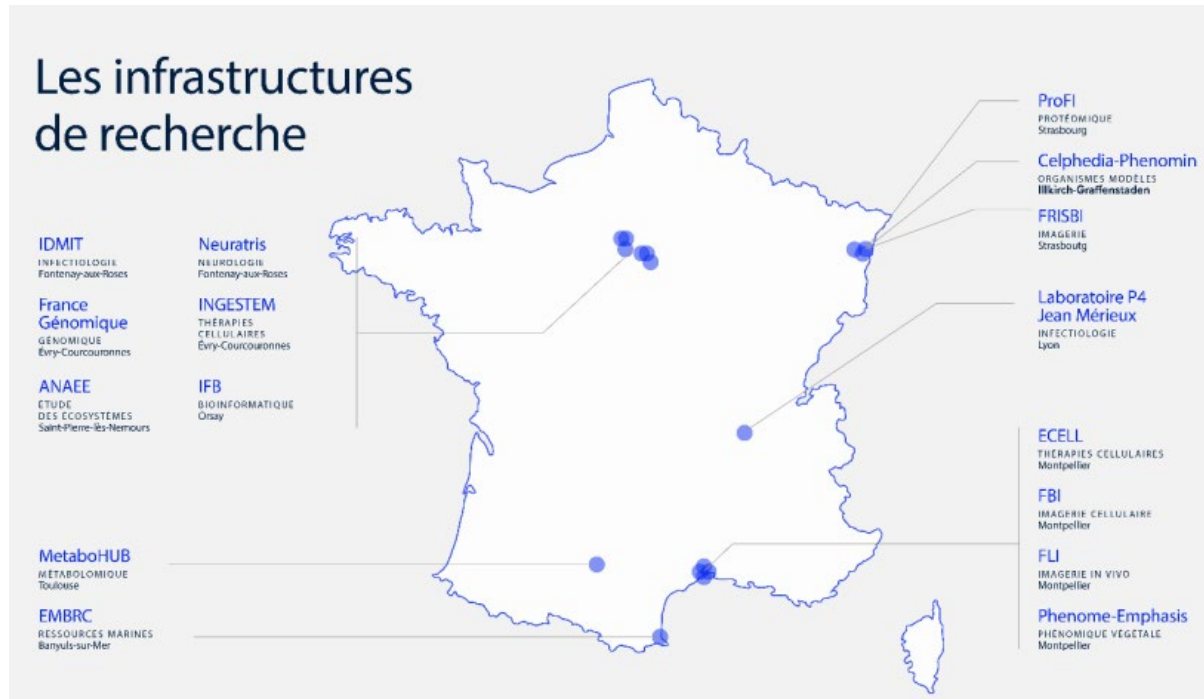 Les infrastructures
de recherche
IDMIT
INFECTIOLOGIE
Fontenay-aux-Roses
Neuratris
NEUROLOGIE
Fontenay-aux-Roses
France
Génomique
GÉNOMIQUE
Évry-Courcouronnes
INGESTEM
THÉRAPIES
CELLULAIRES
Évry-Courcouronnes
ANAEE
ÉTUDE
DES ÉCOSYSTÈMES
Saint-Pierre-lès-Nemours
IFB
BIOINFORMATIQUE
Orsay
MetaboHUB
MÉTABOLOMIQUE
Toulouse
EMBRC
RESSOURCES MARINES
Banyuls-sur-Mer
ProFI
PROTÉOMIQUE
Strasbourg
Celphedia-Phenomin
ORGANISMES MODÈLES
Illkirch-Graffenstaden
FRISBI
IMAGERIE
Strasboutg
Laboratoire P4
Jean Mérieux
INFECTIOLOGIE
Lyon
ECELL
THÉRAPIES CELLULAIRES
Montpellier
FBI
IMAGERIE CELLULAIRE
Montpellier
FLI
IMAGERIE IN VIVO
Montpellier
Phenome-Emphasis
PHÉNOMIQUE VÉGÉTALE
Montpellier